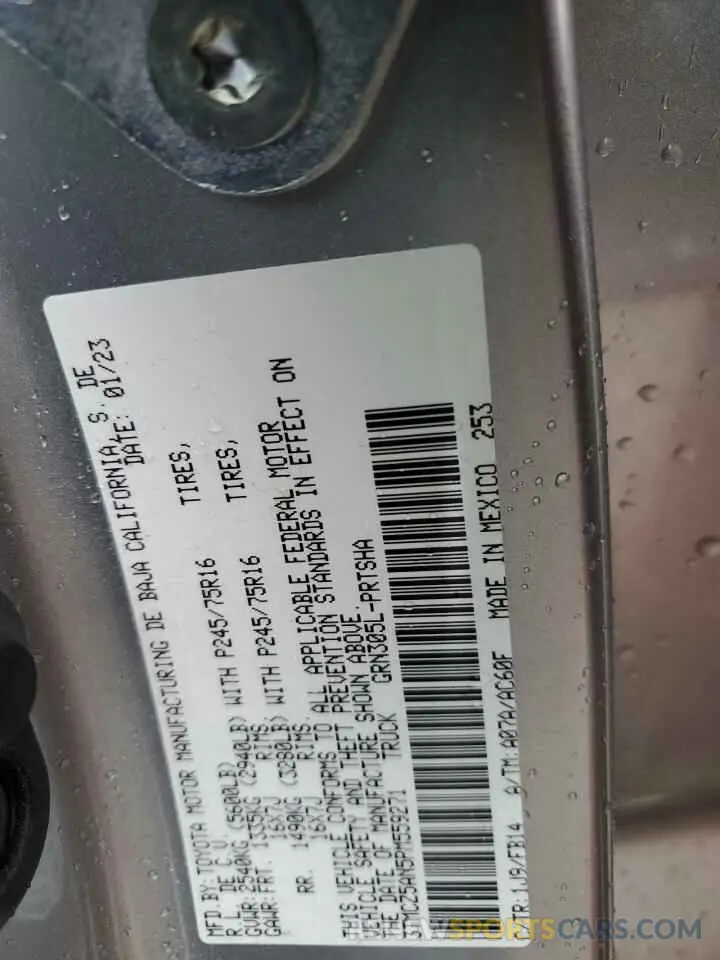 MFD.BY: TOYOTA MOTOR MANUFACTURING DE BAJA CALIFORNIA, S. DE
R.L. DE C.V. DATE: 01/23
GVWR: 2540KG (5600LB)
GAWR: FRT. 1335KG (2940LB) WITH P245/75R16 TIRES,
16X7J RIMS.
RR. 1490KG (3280LB) WITH P245/75R16 TIRES,
16X7J RIMS.
THIS VEHICLE CONFORMS TO ALL APPLICABLE FEDERAL MOTOR
VEHICLE SAFETY AND THEFT PREVENTION STANDARDS IN EFFECT ON
THE DATE OF MANUFACTURE SHOWN ABOVE.
3TMCZ5AN5PM559271 TRUCK GRN305L-PRTSHA
/TR:1J9/FB14 A/TM:A07A/AC60F MADE IN MEXICO 253
SPORTSCARS.COM